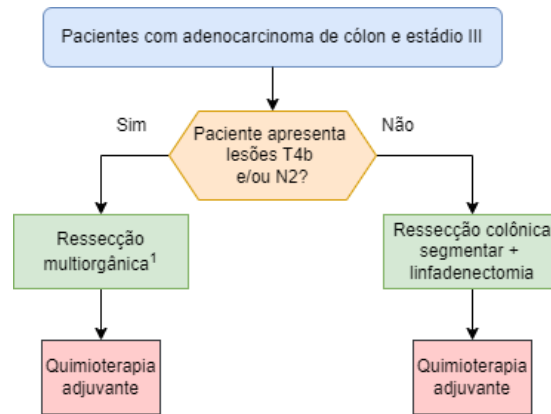 Pacientes com adenocarcinoma de cólon e estádio III
Sim
Paciente apresenta
lesões T4b
e/ou N2?
Não
Ressecção
multiorgânica¹
Ressecção colônica
segmentar +
linfadenectomia
Quimioterapia
adjuvante
Quimioterapia
adjuvante